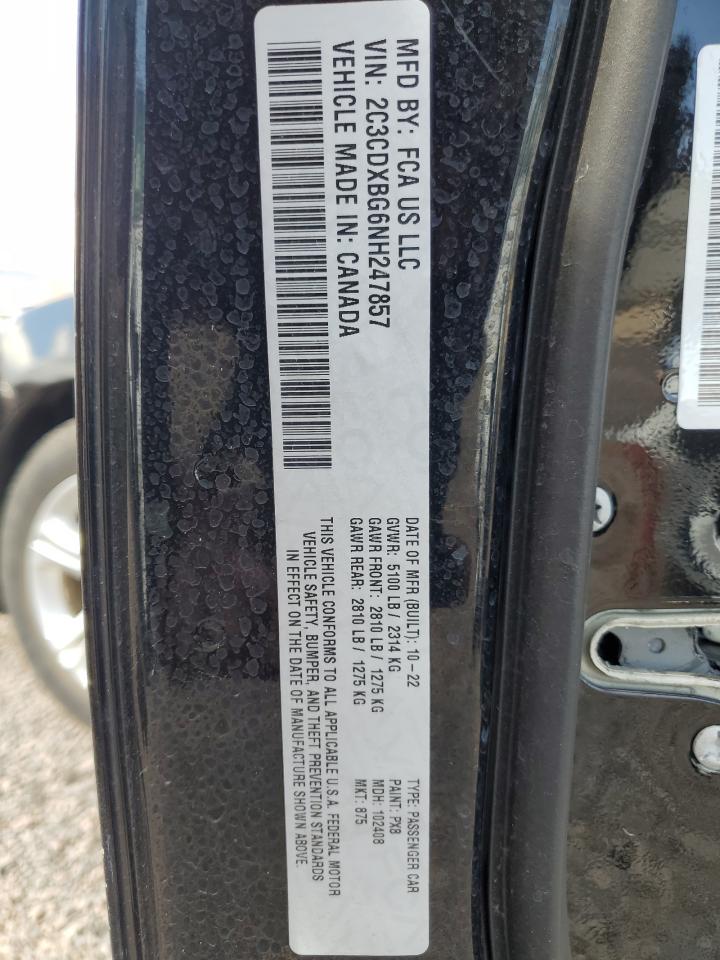 MFD BY: FCA US LLC
VIN: 2C3CDXBG6NH247857
VEHICLE MADE IN: CANADA
DATE OF MFR (BUILT): 10-22
GVWR: 5100 LB / 2314 KG
GAWR FRONT: 2810 LB / 1275 KG
GAWR REAR: 2810 LB / 1275 KG
TYPE: PASSENGER CAR
PAINT: PX8
MDH: 102408
MKT: 875
THIS VEHICLE CONFORMS TO ALL APPLICABLE U.S.A. FEDERAL MOTOR
VEHICLE SAFETY, BUMPER, AND THEFT PREVENTION STANDARDS
IN EFFECT ON THE DATE OF MANUFACTURE SHOWN ABOVE.